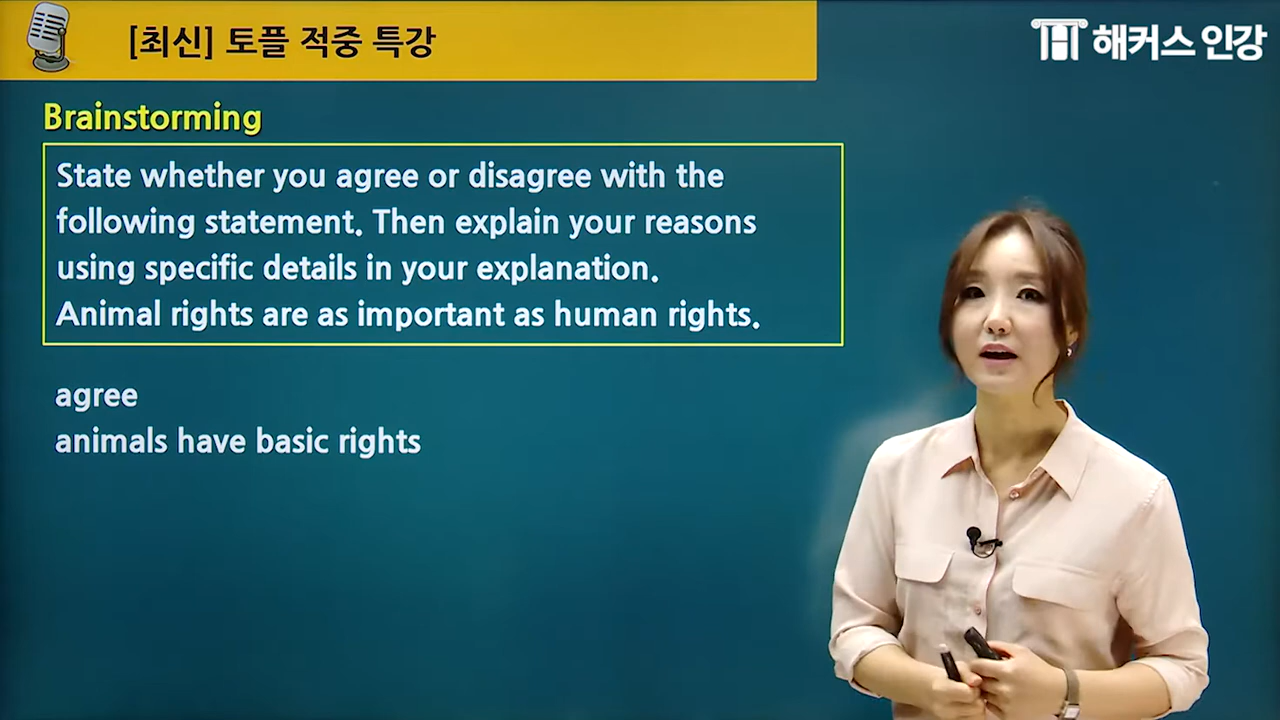 [최신] 토플 적중 특강
해커스 인강
Brainstorming
State whether you agree or disagree with the
following statement. Then explain your reasons
using specific details in your explanation.
Animal rights are as important as human rights.
agree
animals have basic rights